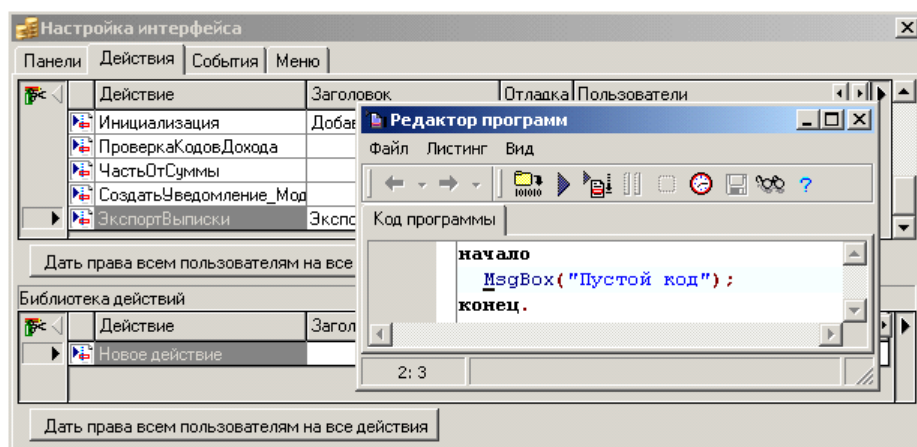 Настройка интерфейса
Панели Действия События Меню
Действие Заголовок Отладка Пользователи
Инициализация Добав
ПроверкаКодовДохода
ЧастьОтСуммы
СоздатьУведомление_Мод
ЭкспортВыписки Экспо
Дать права всем пользователям на все
Библиотека действий
Действие Загол
Новое действие
Дать права всем пользователям на все действия
Редактор программ
Файл Листинг Вид
Код программы
начало
MsgBox("Пустой код");
конец.
2: 3